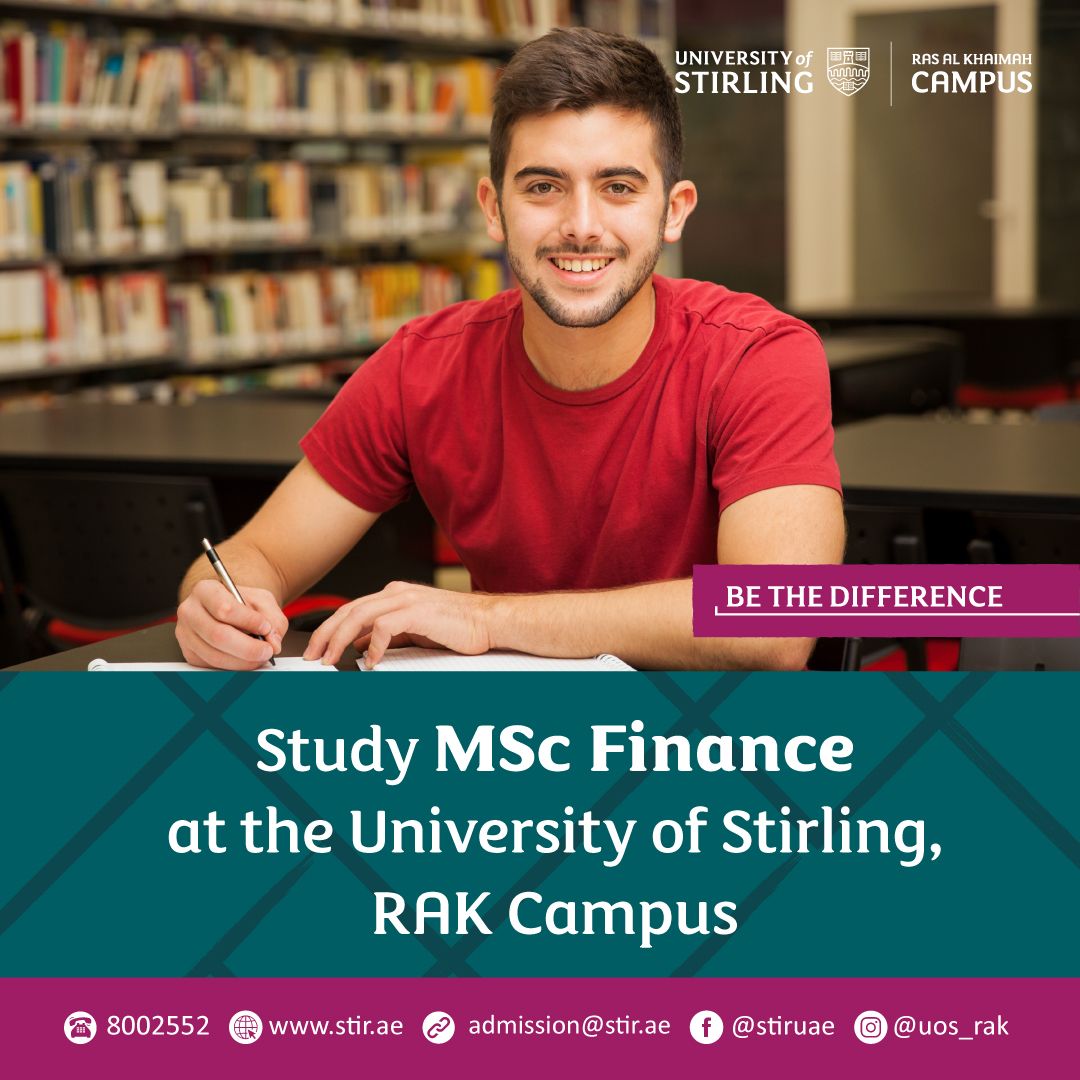 UNIVERSITY of
STIRLING
RAS AL KHAIMAH
CAMPUS
BE THE DIFFERENCE
Study MSc Finance
at the University of Stirling,
RAK Campus
8002552 www.stir.ae admission@stir.ae @stiruae @uos_rak